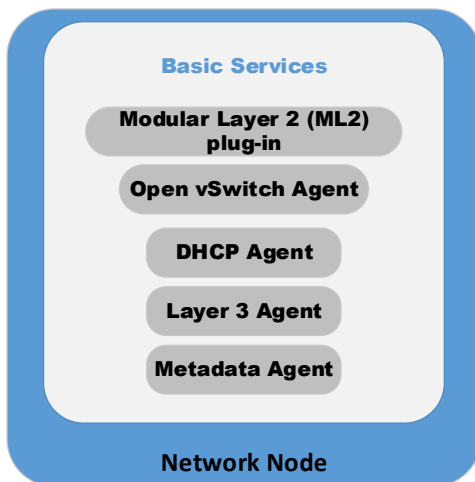 Basic Services
Modular Layer 2 (ML2)
plug-in
Open vSwitch Agent
DHCP Agent
Layer 3 Agent
Metadata Agent
Network Node